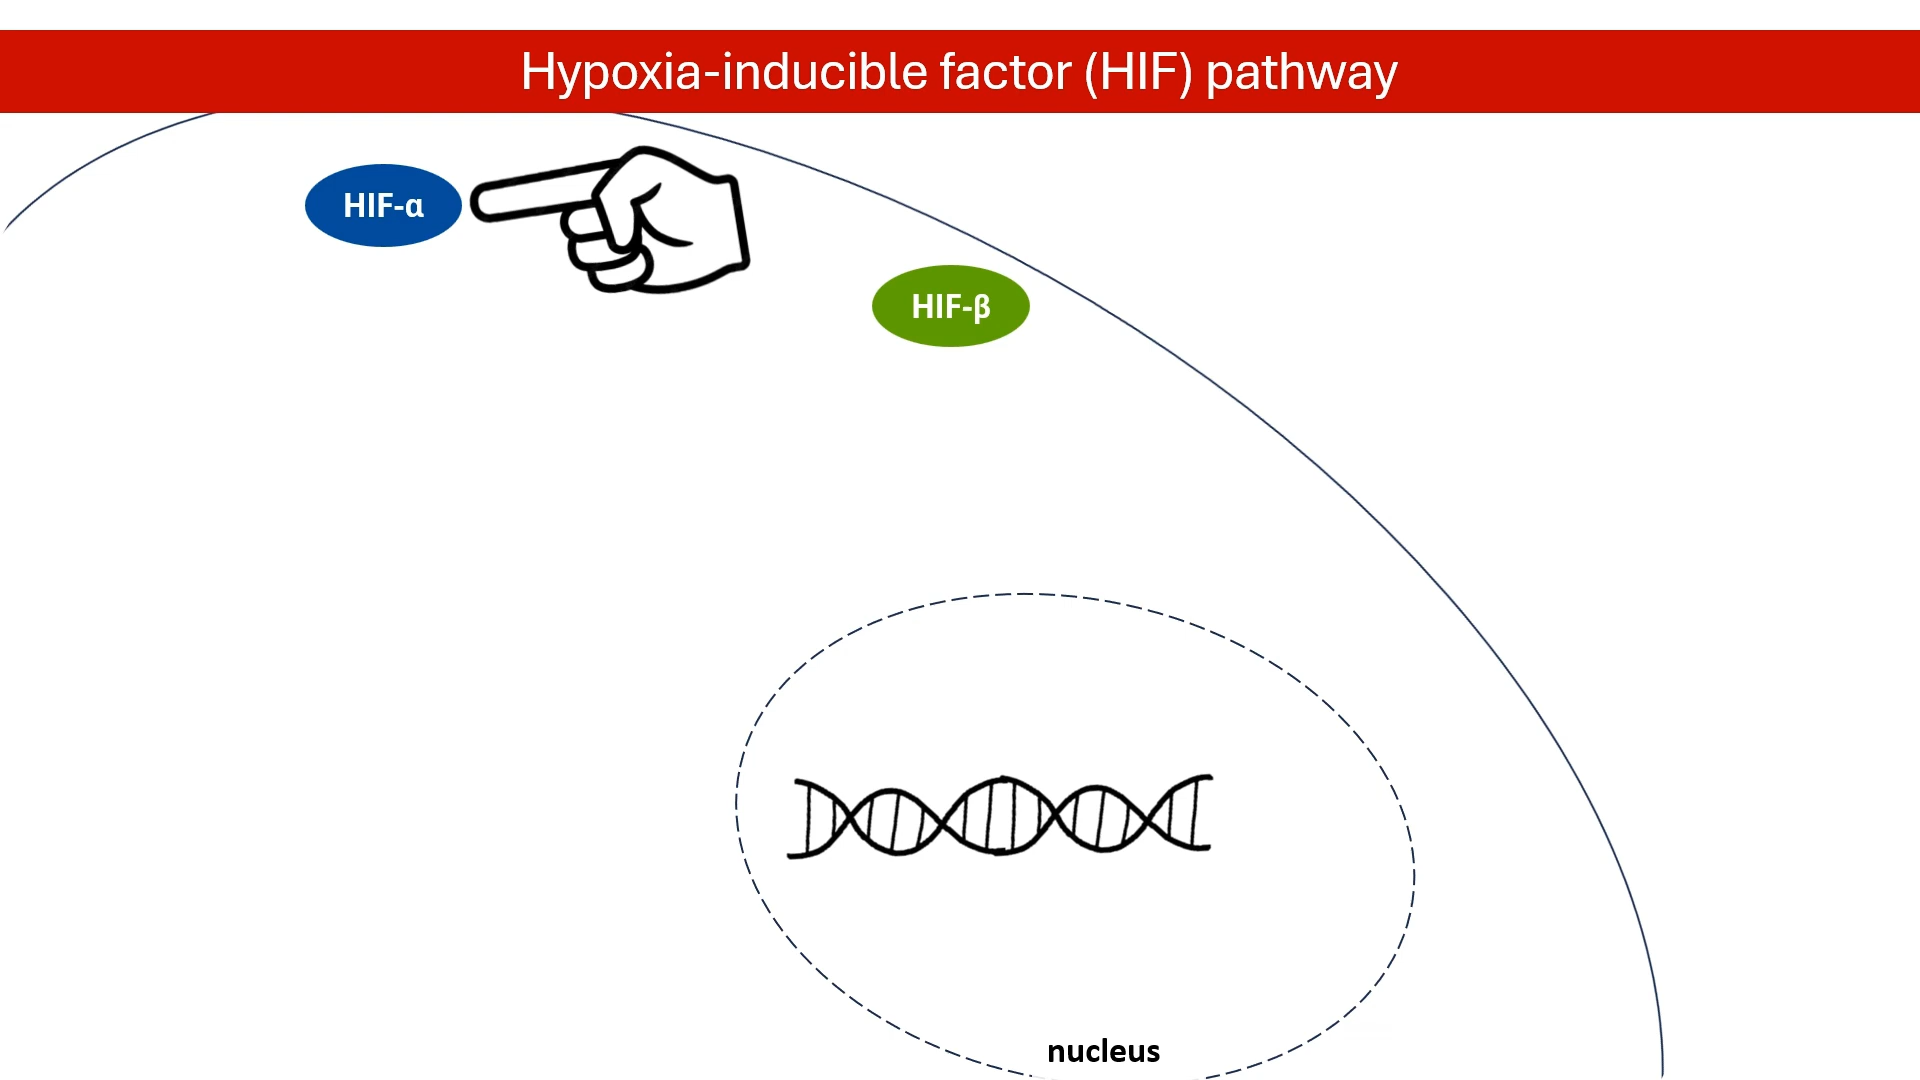 Hypoxia-inducible factor (HIF) pathway
HIF-α
HIF-β
nucleus